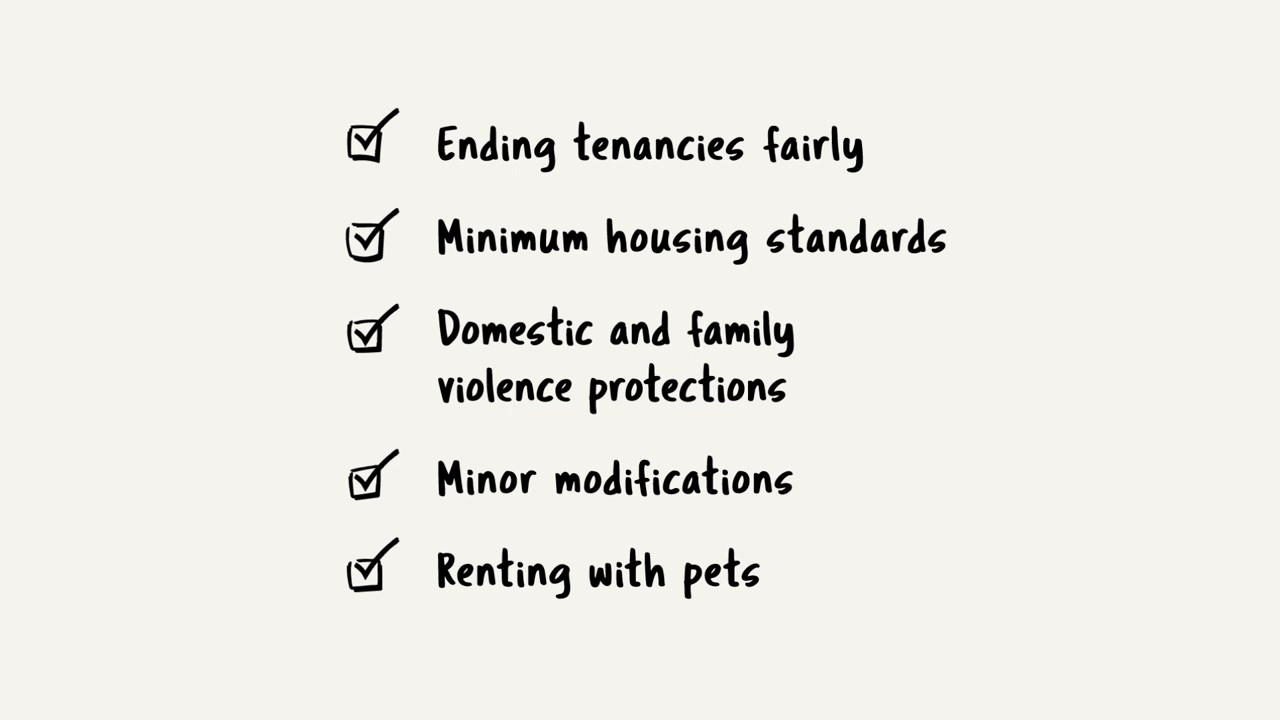 Ending tenancies fairly
Minimum housing standards
Domestic and family
violence protections
Minor modifications
Renting with pets